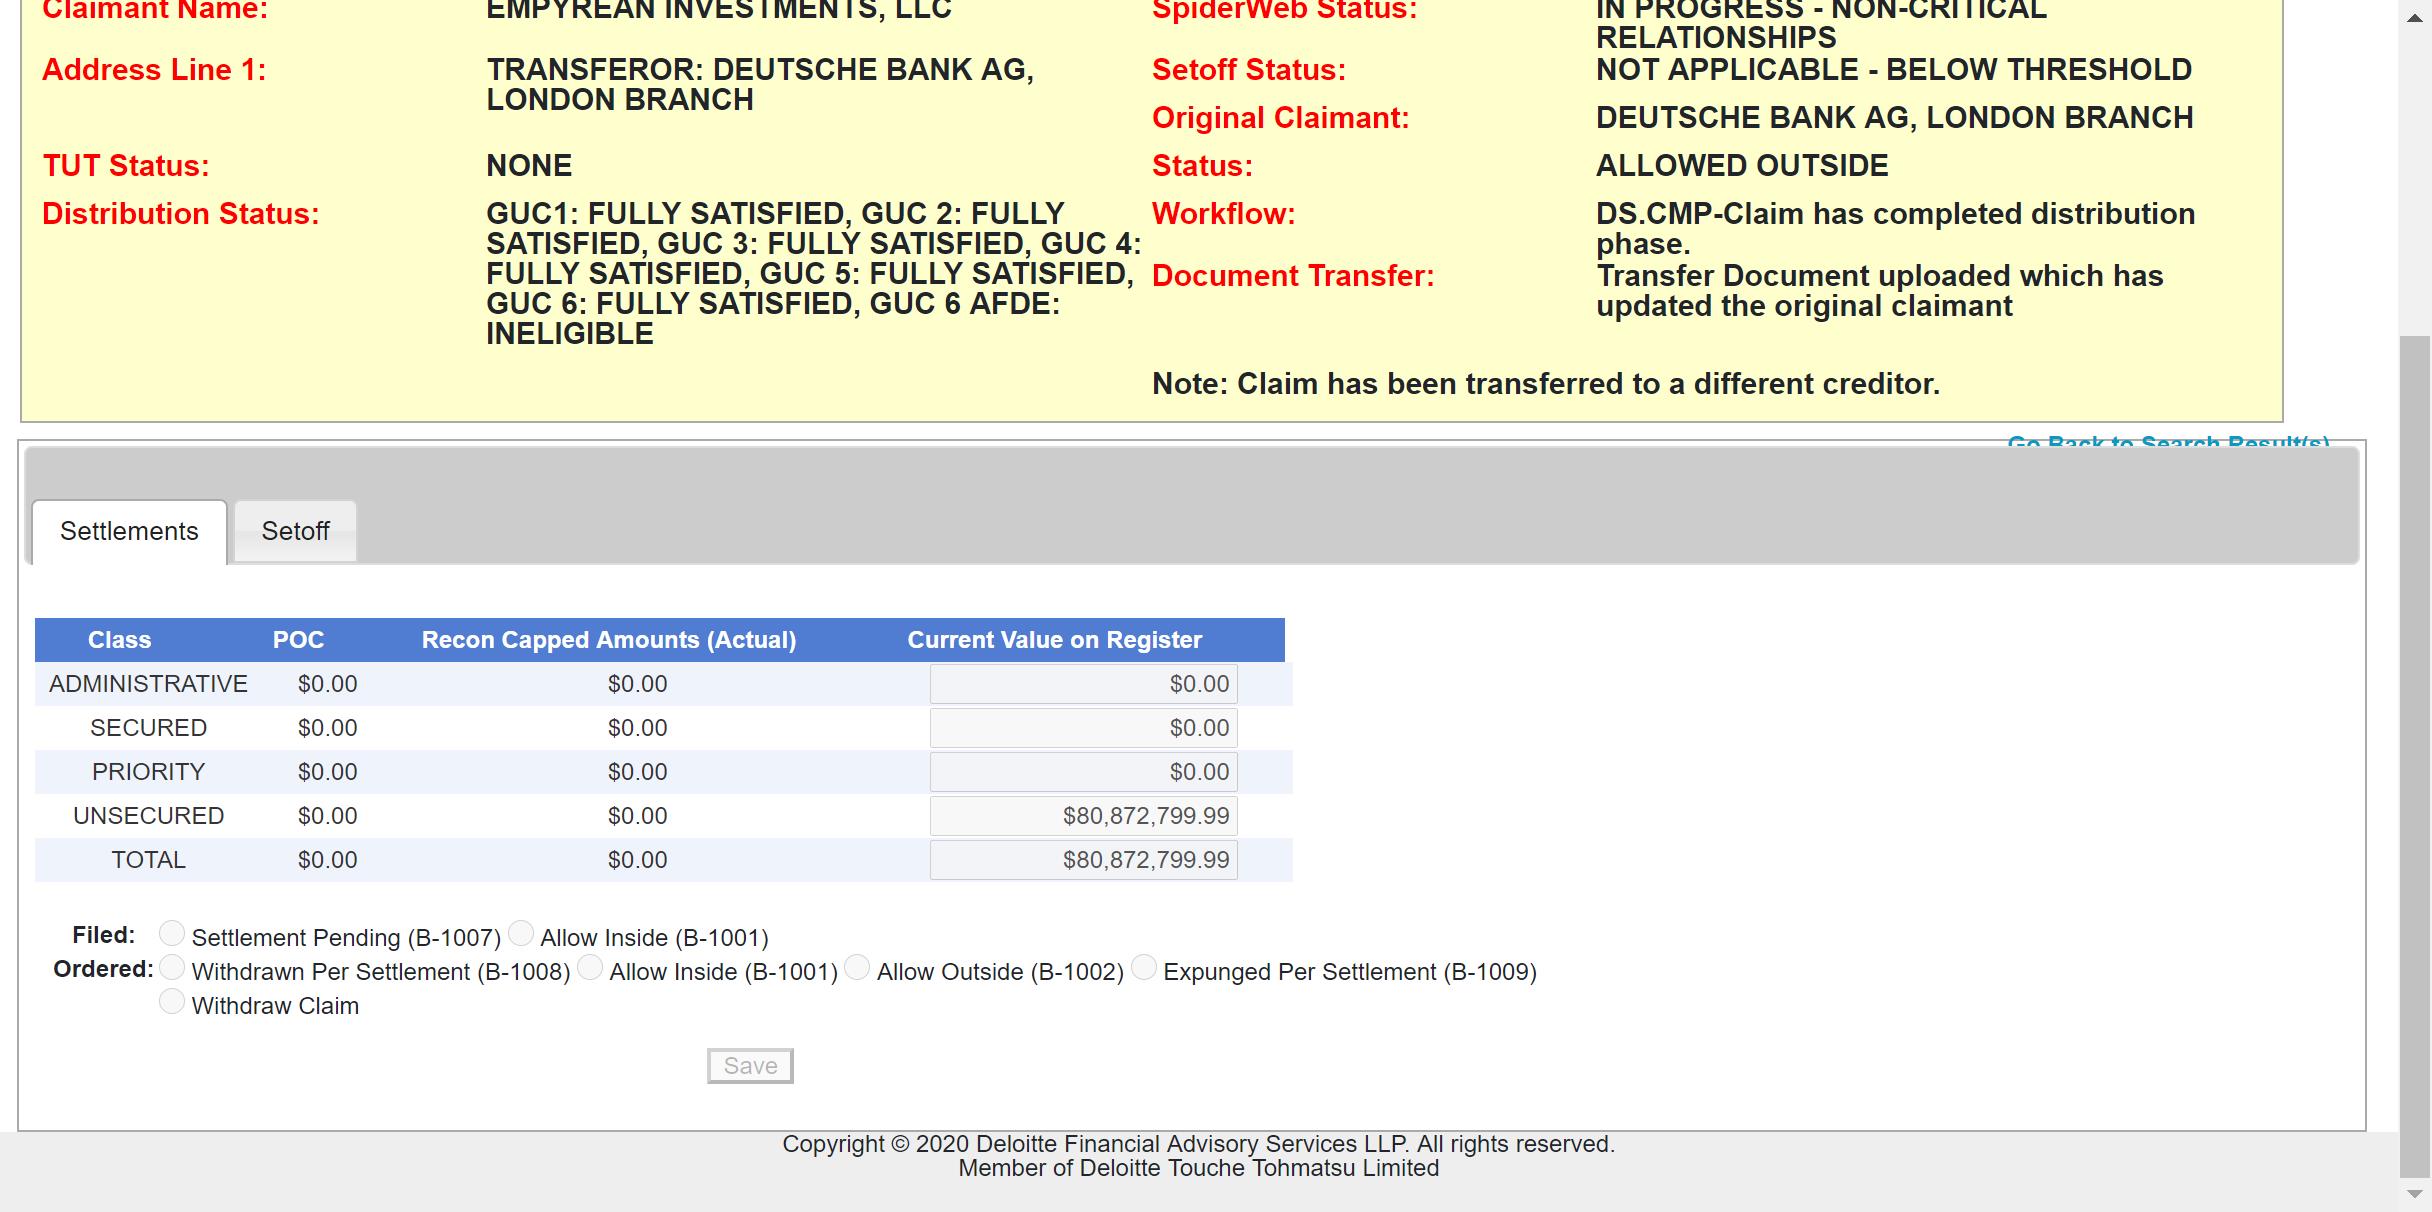 Claimant Name: EMPYREAN INVESTMENTS, LLC
SpiderWeb Status: IN PROGRESS - NON-CRITICAL
RELATIONSHIPS
Address Line 1: TRANSFEROR: DEUTSCHE BANK AG,
LONDON BRANCH
Setoff Status: NOT APPLICABLE - BELOW THRESHOLD
Original Claimant: DEUTSCHE BANK AG, LONDON BRANCH
TUT Status: NONE
Status: ALLOWED OUTSIDE
Distribution Status: GUC1: FULLY SATISFIED, GUC 2: FULLY
SATISFIED, GUC 3: FULLY SATISFIED, GUC 4:
FULLY SATISFIED, GUC 5: FULLY SATISFIED,
GUC 6: FULLY SATISFIED, GUC 6 AFDE:
INELIGIBLE
Workflow: DS.CMP-Claim has completed distribution
phase.
Document Transfer: Transfer Document uploaded which has
updated the original claimant
Note: Claim has been transferred to a different creditor.
Go Back to Search Result(s)
Settlements Setoff
Class POC Recon Capped Amounts (Actual) Current Value on Register
ADMINISTRATIVE $0.00 $0.00 $0.00
SECURED $0.00 $0.00 $0.00
PRIORITY $0.00 $0.00 $0.00
UNSECURED $0.00 $0.00 $80,872,799.99
TOTAL $0.00 $0.00 $80,872,799.99
Filed: Settlement Pending (B-1007) Allow Inside (B-1001)
Ordered: Withdrawn Per Settlement (B-1008) Allow Inside (B-1001) Allow Outside (B-1002) Expunged Per Settlement (B-1009)
Withdraw Claim
Save
Copyright © 2020 Deloitte Financial Advisory Services LLP. All rights reserved.
Member of Deloitte Touche Tohmatsu Limited